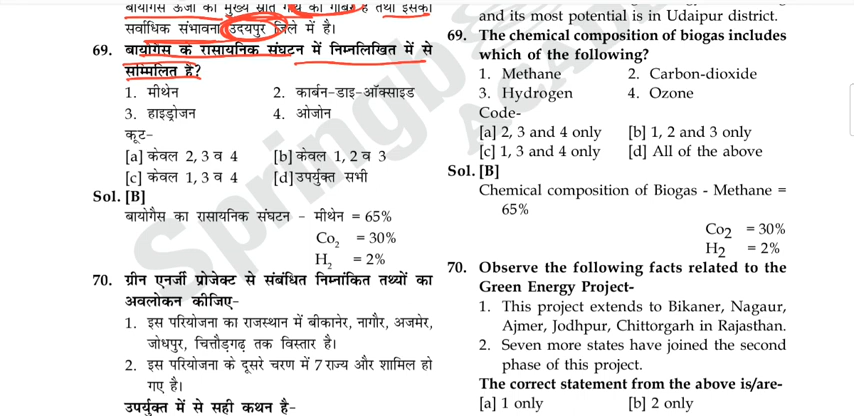 बायोगैस ऊर्जा का मुख्य स्रोत गाय का गोबर है तथा इसकी
सर्वाधिक संभावना उदयपुर जिले में है।
69. बायोगैस के रासायनिक संघटन में निम्नलिखित में से
सम्मिलित है?
1. मीथेन 2. कार्बन-डाइ-ऑक्साइड
3. हाइड्रोजन 4. ओजोन
कूट–
[a] केवल 2, 3 व 4 [b] केवल 1, 2 व 3
[c] केवल 1, 3 व 4 [d] उपर्युक्त सभी
Sol. [B]
बायोगैस का रासायनिक संघटन – मीथेन = 65%
Co₂ = 30%
H₂ = 2%
70. ग्रीन एनर्जी प्रोजेक्ट से संबंधित निम्नांकित तथ्यों का
अवलोकन कीजिए–
1. इस परियोजना का राजस्थान में बीकानेर, नागौर, अजमेर,
जोधपुर, चित्तौड़गढ़ तक विस्तार है।
2. इस परियोजना के दूसरे चरण में 7 राज्य और शामिल हो
गए है।
उपर्युक्त में से सही कथन है–
and its most potential is in Udaipur district.
69. The chemical composition of biogas includes
which of the following?
1. Methane 2. Carbon-dioxide
3. Hydrogen 4. Ozone
Code-
[a] 2, 3 and 4 only [b] 1, 2 and 3 only
[c] 1, 3 and 4 only [d] All of the above
Sol. [B]
Chemical composition of Biogas - Methane =
65%
Co2 = 30%
H2 = 2%
70. Observe the following facts related to the
Green Energy Project-
1. This project extends to Bikaner, Nagaur,
Ajmer, Jodhpur, Chittorgarh in Rajasthan.
2. Seven more states have joined the second
phase of this project.
The correct statement from the above is/are-
[a] 1 only [b] 2 only